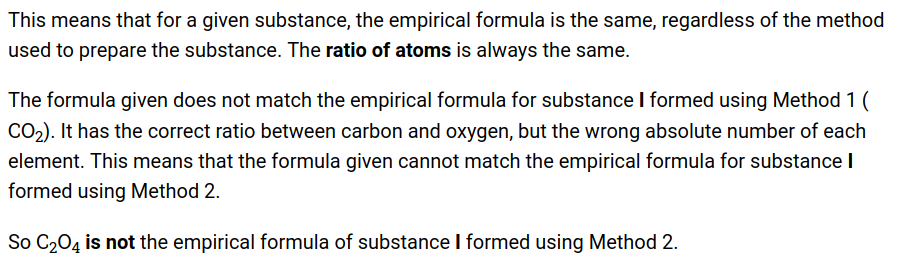 This means that for a given substance, the empirical formula is the same, regardless of the method
used to prepare the substance. The ratio of atoms is always the same.
The formula given does not match the empirical formula for substance I formed using Method 1 (
CO₂). It has the correct ratio between carbon and oxygen, but the wrong absolute number of each
element. This means that the formula given cannot match the empirical formula for substance I
formed using Method 2.
So C₂O₄ is not the empirical formula of substance I formed using Method 2.